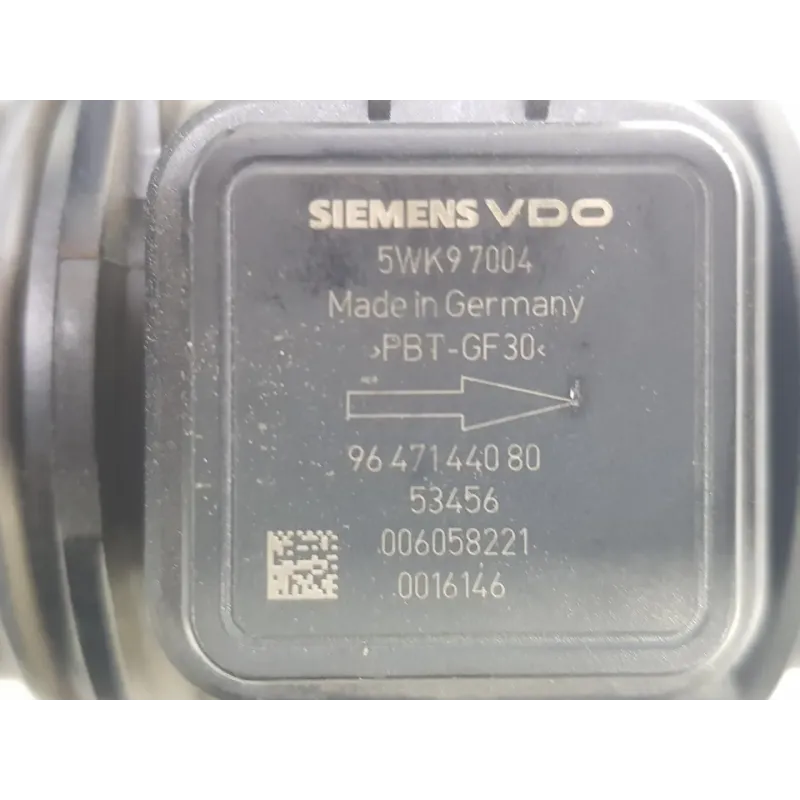 SIEMENS VDO
5WK9 7004
Made in Germany
>PBT-GF30<
96 471 440 80
53456
006058221
0016146